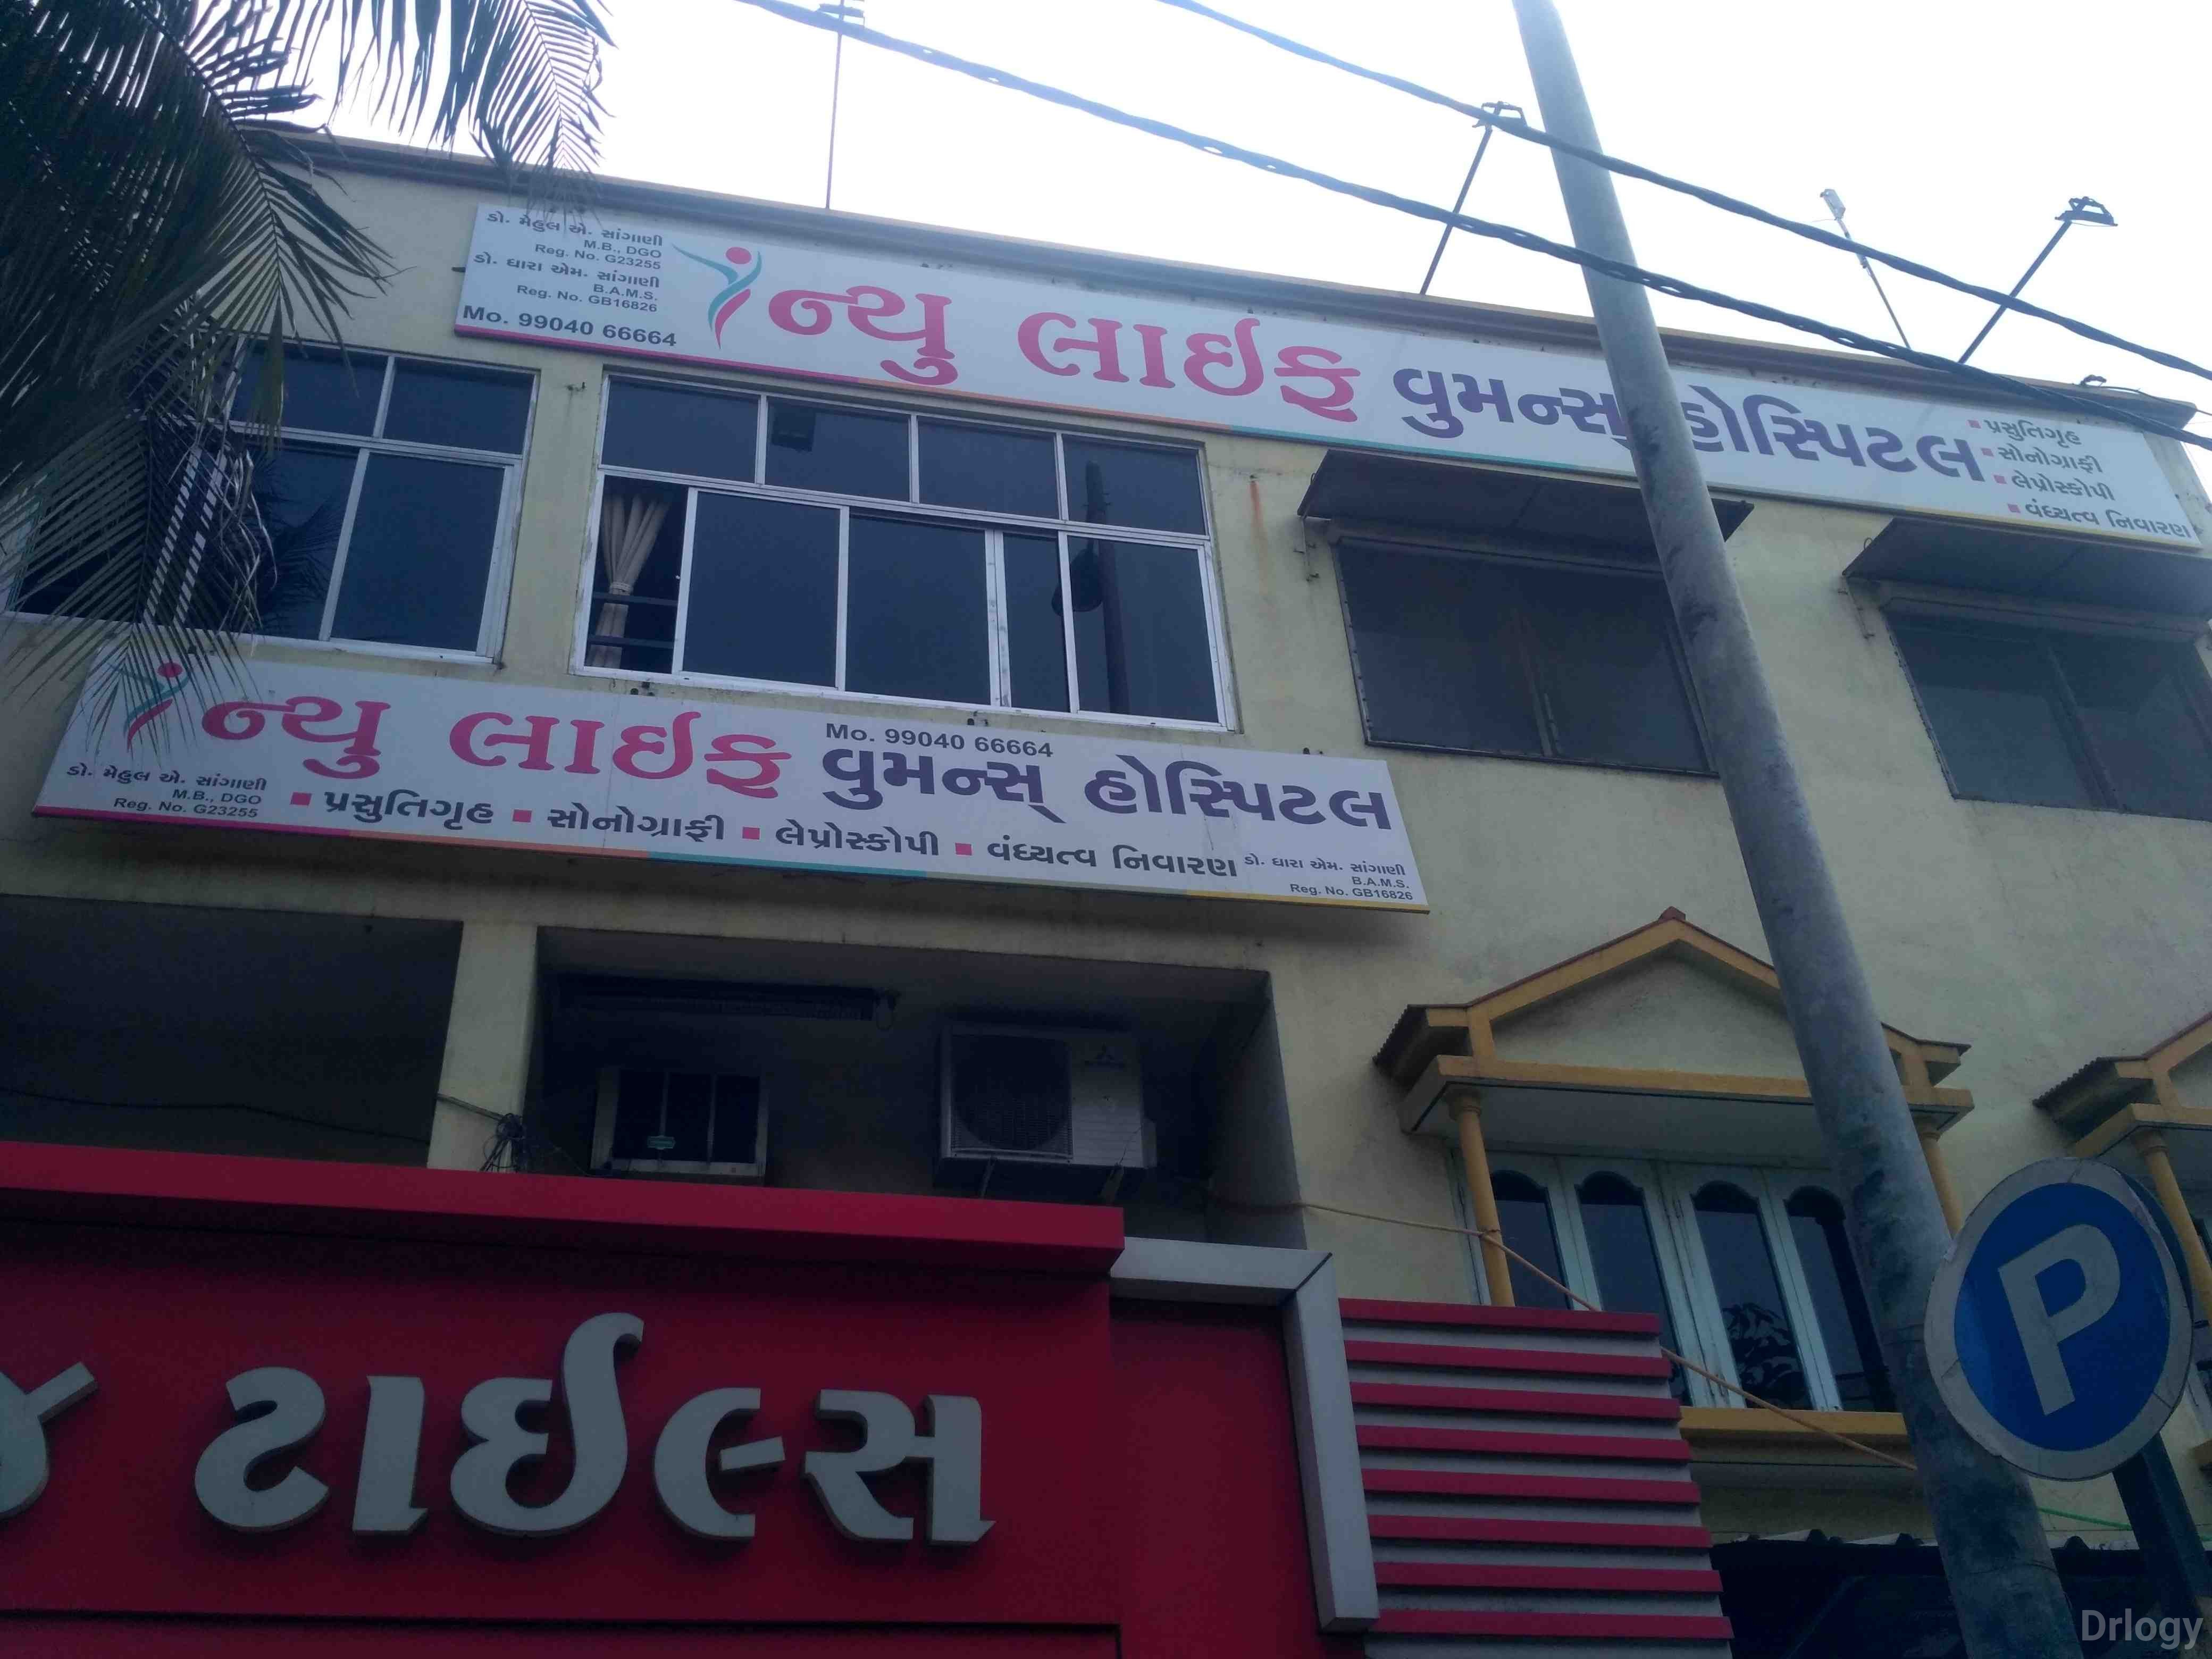 ડો. મેહુલ એ. સાંગાણી
M.B., DGO
Reg. No. G23255
ડો. ધારા એમ. સાંગાણી
B.A.M.S.
Reg. No. GB16826
Mo. 99040 66664
ન્યુ લાઇફ વુમન્સ્ હોસ્પિટલ
▪ પ્રસુતિગૃહ
▪ સોનોગ્રાફી
▪ લેપ્રોસ્કોપી
▪ વંધ્યત્વ નિવારણ
ન્યુ લાઇફ વુમન્સ્ હોસ્પિટલ
Mo. 99040 66664
ડો. મેહુલ એ. સાંગાણી
M.B., DGO
Reg. No. G23255
▪ પ્રસુતિગૃહ ▪ સોનોગ્રાફી ▪ લેપ્રોસ્કોપી ▪ વંધ્યત્વ નિવારણ
ડો. ધારા એમ. સાંગાણી
B.A.M.S.
Reg. No. GB16826
ટાઈલ્સ
P
Drlogy